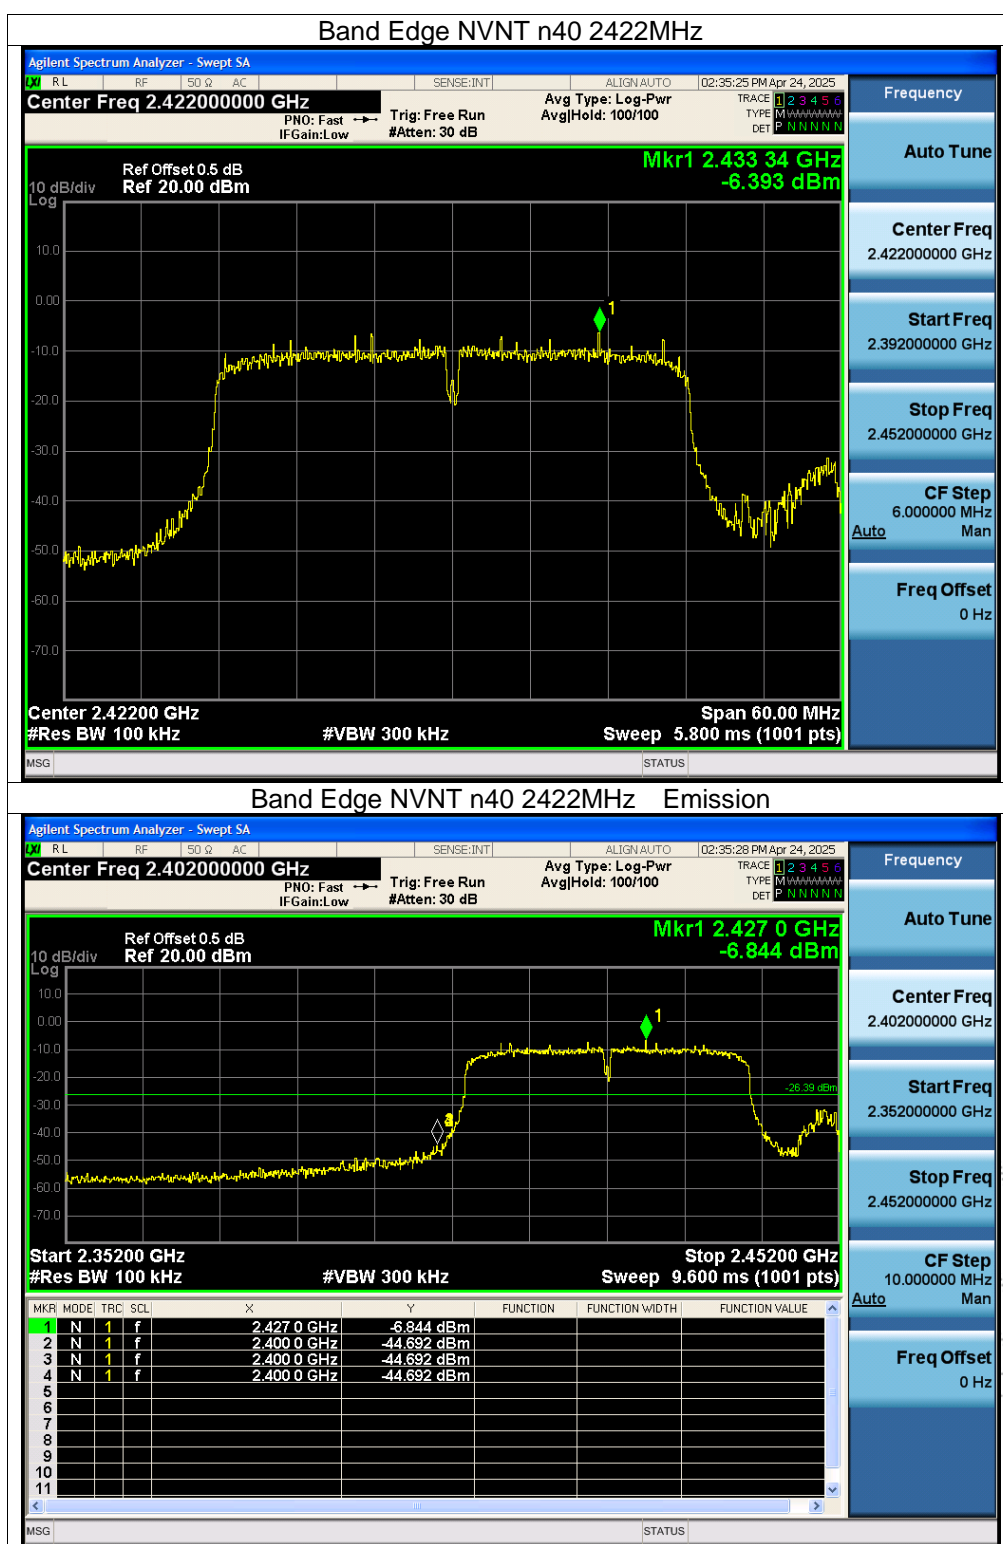 Band Edge NVNT n40 2422MHz
Agilent Spectrum Analyzer - Swept SA
LXI RL RF 50 Ω AC SENSE:INT ALIGN AUTO 02:35:25 PM Apr 24, 2025
Center Freq 2.422000000 GHz
PNO: Fast
IFGain:Low
Trig: Free Run
#Atten: 30 dB
Avg Type: Log-Pwr
Avg|Hold: 100/100
TRACE 1 2 3 4 5 6
TYPE M
DET P N N N N N
Frequency
Auto Tune
Center Freq
2.422000000 GHz
Start Freq
2.392000000 GHz
Stop Freq
2.452000000 GHz
CF Step
6.000000 MHz
Auto Man
Freq Offset
0 Hz
Mkr1 2.433 34 GHz
-6.393 dBm
Ref Offset 0.5 dB
10 dB/div Ref 20.00 dBm
Log
10.0
0.00
-10.0
-20.0
-30.0
-40.0
-50.0
-60.0
-70.0
1
Center 2.42200 GHz Span 60.00 MHz
#Res BW 100 kHz #VBW 300 kHz Sweep 5.800 ms (1001 pts)
MSG STATUS
Band Edge NVNT n40 2422MHz Emission
Agilent Spectrum Analyzer - Swept SA
LXI RL RF 50 Ω AC SENSE:INT ALIGN AUTO 02:35:28 PM Apr 24, 2025
Center Freq 2.402000000 GHz
PNO: Fast
IFGain:Low
Trig: Free Run
#Atten: 30 dB
Avg Type: Log-Pwr
Avg|Hold: 100/100
TRACE 1 2 3 4 5 6
TYPE M
DET P N N N N N
Frequency
Auto Tune
Center Freq
2.402000000 GHz
Start Freq
2.352000000 GHz
Stop Freq
2.452000000 GHz
CF Step
10.000000 MHz
Auto Man
Freq Offset
0 Hz
Mkr1 2.427 0 GHz
-6.844 dBm
Ref Offset 0.5 dB
10 dB/div Ref 20.00 dBm
Log
10.0
0.00
-10.0
-20.0
-30.0
-40.0
-50.0
-60.0
-70.0
1
-26.39 dBm
Start 2.35200 GHz Stop 2.45200 GHz
#Res BW 100 kHz #VBW 300 kHz Sweep 9.600 ms (1001 pts)
MKR MODE TRC SCL X Y FUNCTION FUNCTION WIDTH FUNCTION VALUE
1 N 1 f 2.427 0 GHz -6.844 dBm
2 N 1 f 2.400 0 GHz -44.692 dBm
3 N 1 f 2.400 0 GHz -44.692 dBm
4 N 1 f 2.400 0 GHz -44.692 dBm
5
6
7
8
9
10
11
MSG STATUS